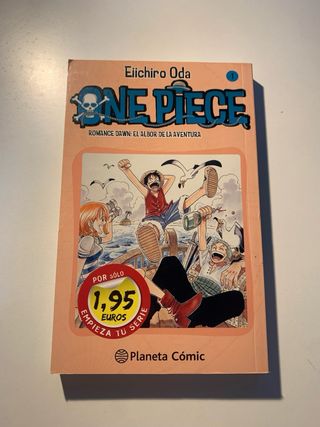 Eiichiro Oda
1
ONE PIECE
ROMANCE DAWN: EL ALBOR DE LA AVENTURA
POR SÓLO
1,95
EUROS
EMPIEZA TU SERIE
Planeta Cómic